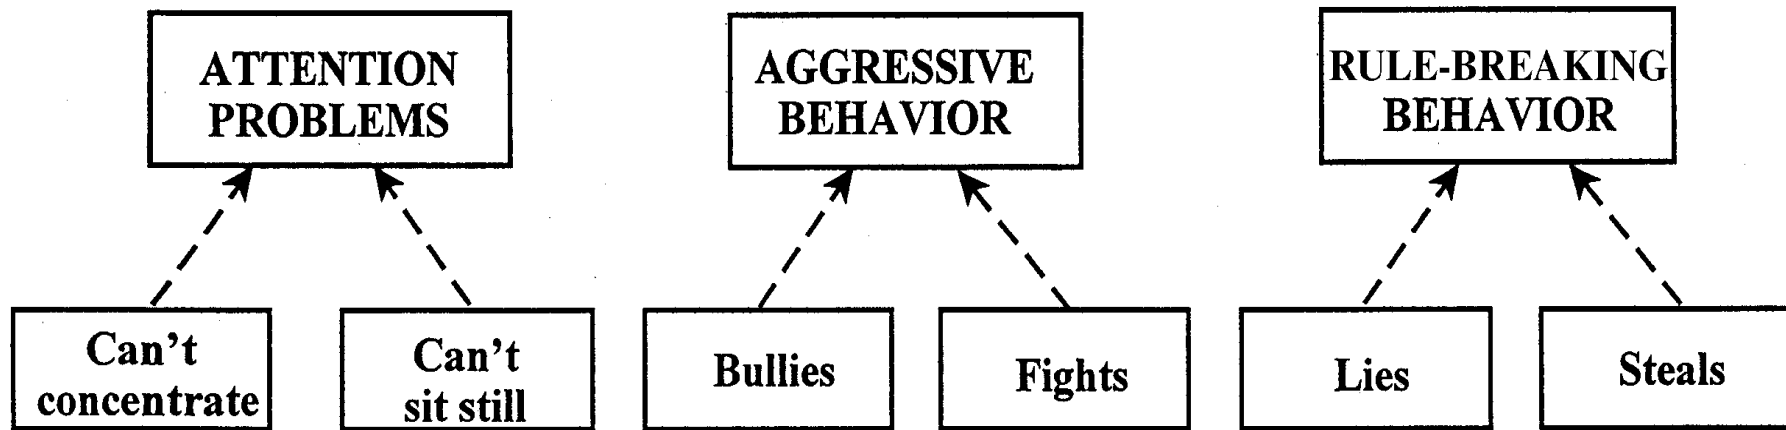 ATTENTION
PROBLEMS
AGGRESSIVE
BEHAVIOR
RULE-BREAKING
BEHAVIOR
Can't
concentrate
Can't
sit still
Bullies
Fights
Lies
Steals